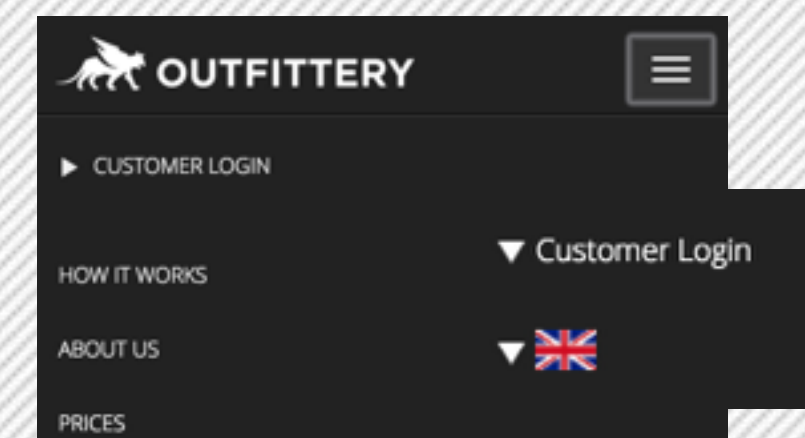 OUTFITTERY
CUSTOMER LOGIN
HOW IT WORKS
ABOUT US
PRICES
Customer Login